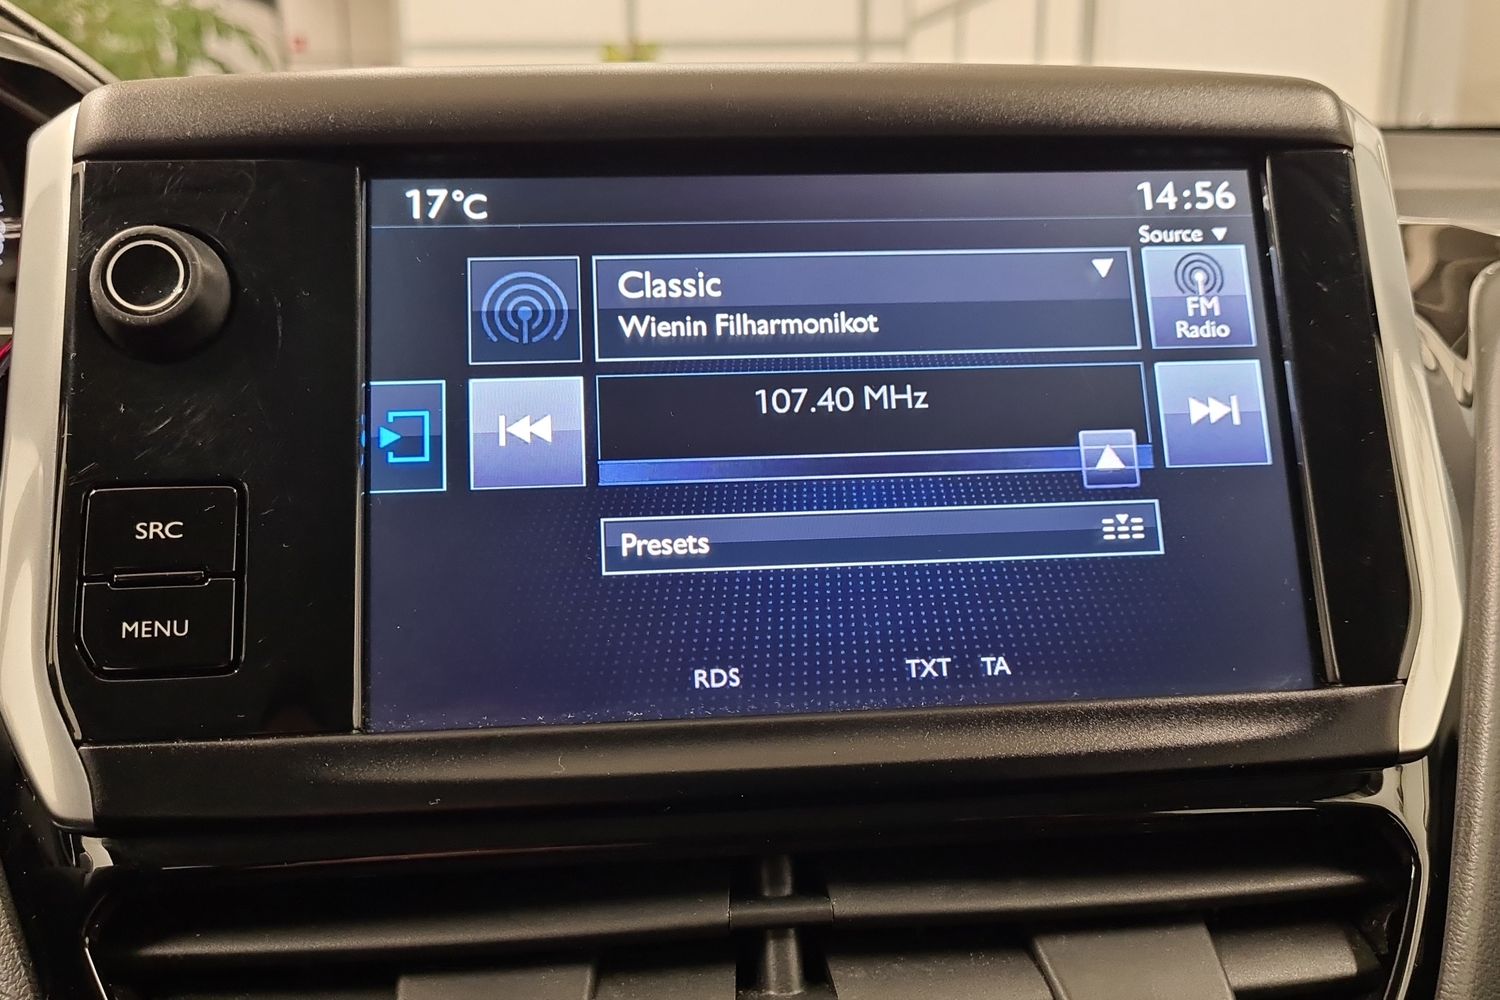 17°C
14:56
Source
Classic
Wienin Filharmonikot
FM
Radio
107.40 MHz
Presets
SRC
MENU
RDS
TXT TA